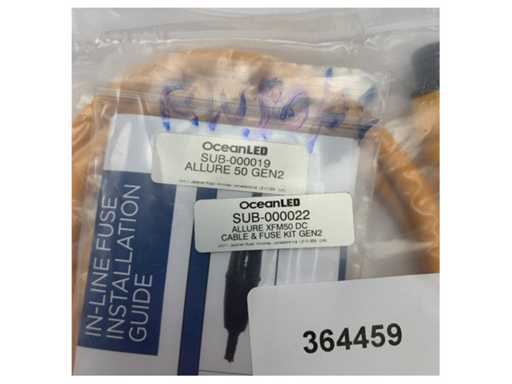 OceanLED
SUB-000019
ALLURE 50 GEN2
OceanLED
SUB-000022
ALLURE XFM50 DC
CABLE & FUSE KIT GEN2
IN-LINE FUSE
INSTALLATION
GUIDE
364459